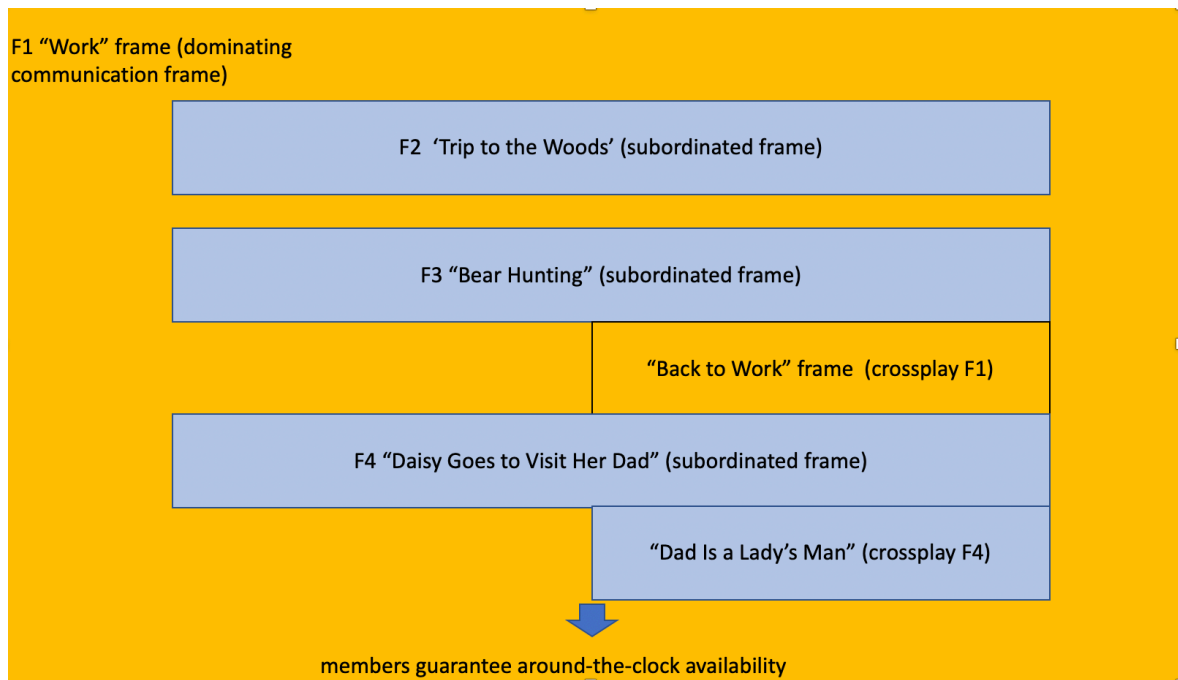 F1 “Work” frame (dominating
communication frame)
F2 ‘Trip to the Woods’ (subordinated frame)
F3 “Bear Hunting” (subordinated frame)
“Back to Work” frame (crossplay F1)
F4 “Daisy Goes to Visit Her Dad” (subordinated frame)
“Dad Is a Lady’s Man” (crossplay F4)
members guarantee around-the-clock availability